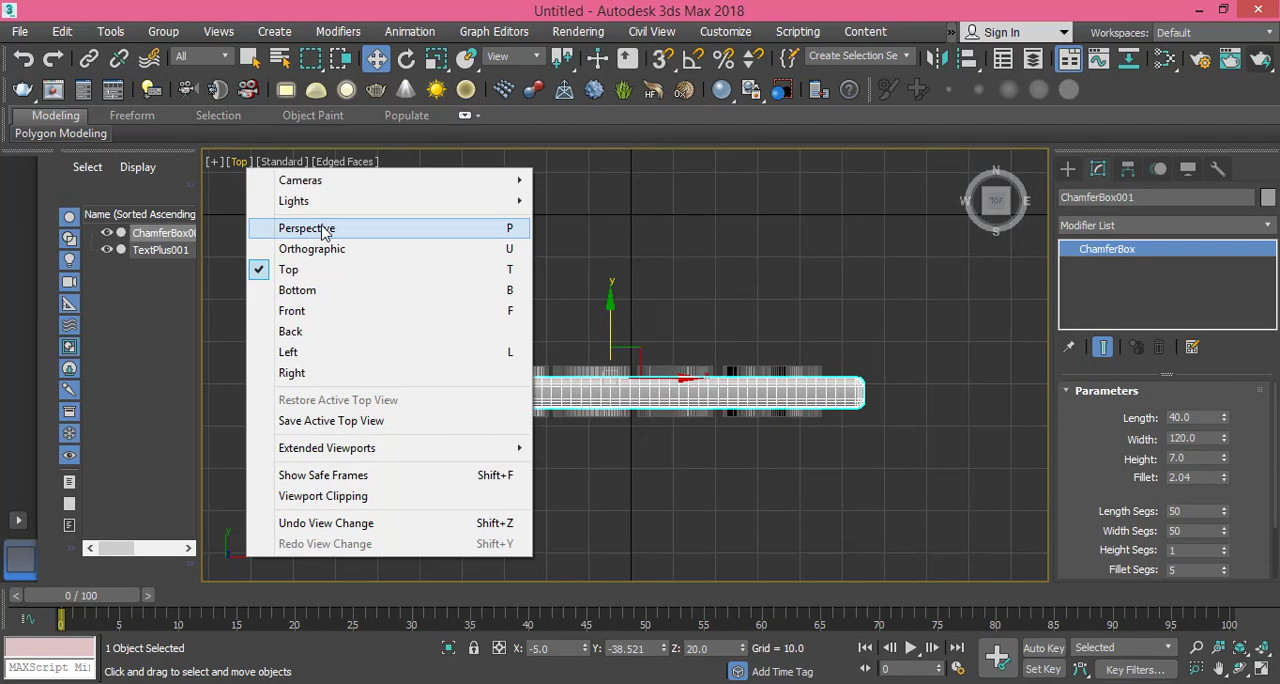 Untitled - Autodesk 3ds Max 2018
File Edit Tools Group Views Create Modifiers Animation Graph Editors Rendering Civil View Customize Scripting Content » Sign In Workspaces: Default
All View Create Selection Se
Modeling Freeform Selection Object Paint Populate
Polygon Modeling
Select Display
Name (Sorted Ascending
ChamferBox00
TextPlus001
[+] [Top] [Standard] [Edged Faces]
Cameras
Lights
Perspective P
Orthographic U
Top T
Bottom B
Front F
Back
Left L
Right
Restore Active Top View
Save Active Top View
Extended Viewports
Show Safe Frames Shift+F
Viewport Clipping
Undo View Change Shift+Z
Redo View Change Shift+Y
y
x
N
W TOP E
S
y
ChamferBox001
Modifier List
ChamferBox
Parameters
Length: 40.0
Width: 120.0
Height: 7.0
Fillet: 2.04
Length Segs: 50
Width Segs: 50
Height Segs: 1
Fillet Segs: 5
0 / 100
0 5 10 15 20 25 30 35 40 45 50 55 60 65 70 75 80 85 90 95 100
1 Object Selected X: -5.0 Y: -38.521 Z: 20.0 Grid = 10.0 Auto Key Selected
MAXScript Mi: Click and drag to select and move objects Add Time Tag 0 Set Key Key Filters...